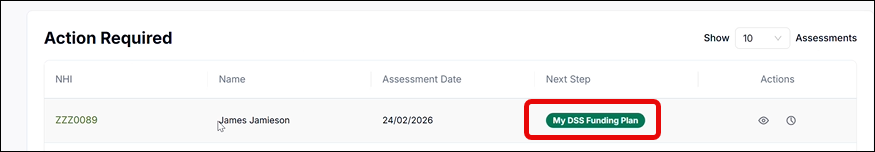 Action Required
Show 10 Assessments
NHI Name Assessment Date Next Step Actions
ZZZ0089 James Jamieson 24/02/2026 My DSS Funding Plan